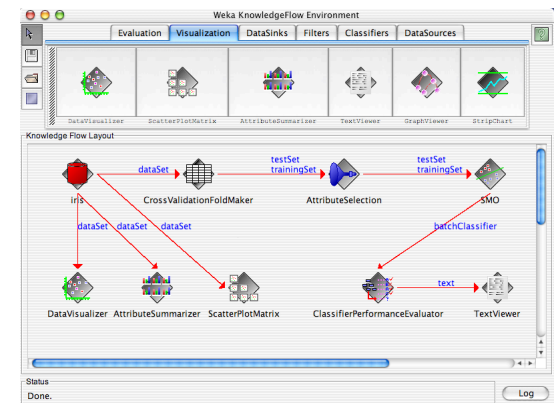 Weka KnowledgeFlow Environment
Evaluation Visualization DataSinks Filters Classifiers DataSources
?
DataVisualizer ScatterPlotMatrix AttributeSummarizer TextViewer GraphViewer StripChart
Knowledge Flow Layout
dataSet
testSet
trainingSet
testSet
trainingSet
iris CrossValidationFoldMaker AttributeSelection SMO
dataSet dataSet dataSet batchClassifier
text
DataVisualizer AttributeSummarizer ScatterPlotMatrix ClassifierPerformanceEvaluator TextViewer
Status
Done.
Log